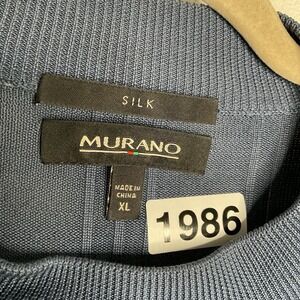 SILK
MURANO
MADE IN
CHINA
XL
1986